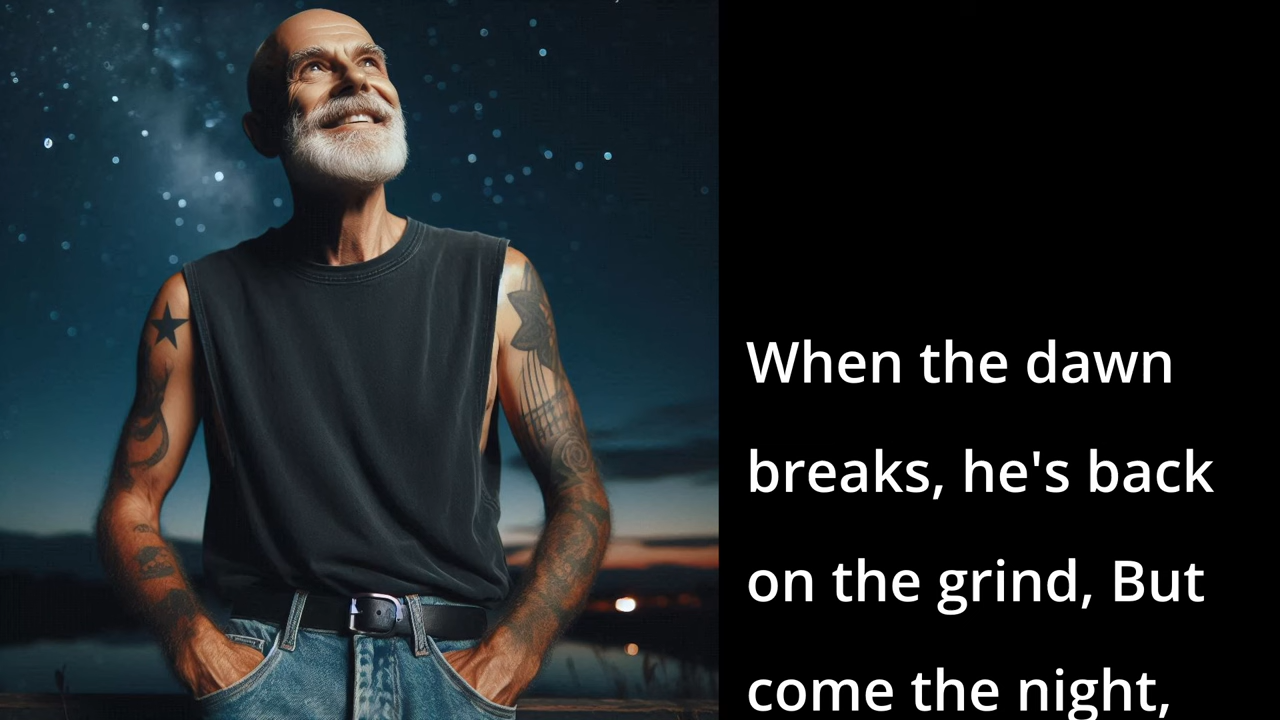 When the dawn
breaks, he's back
on the grind, But
come the night,